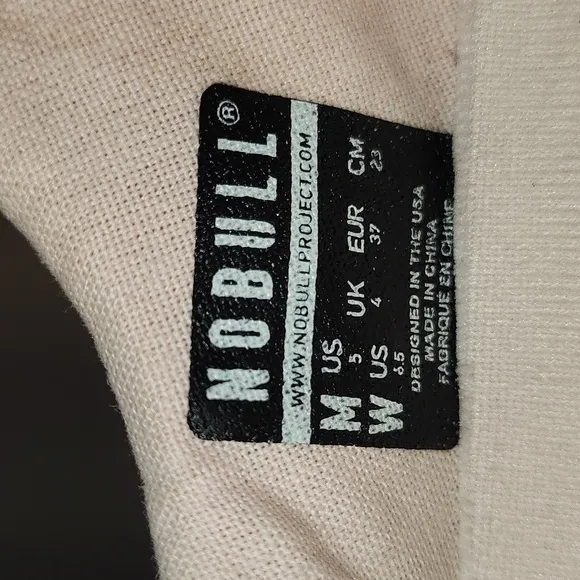 NOBULL®
WWW.NOBULLPROJECT.COM
M US UK EUR CM
5 4 37 23
W US
6.5
DESIGNED IN THE USA
MADE IN CHINA
FABRIQUE EN CHINE